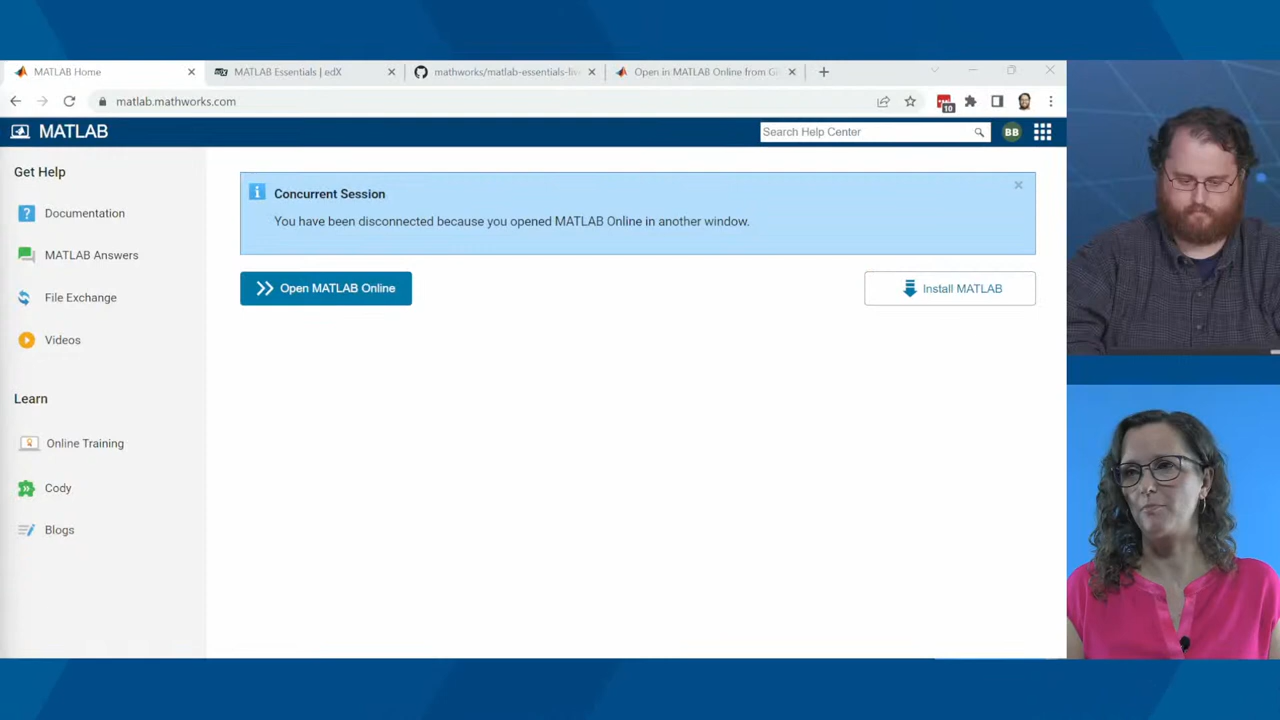 MATLAB Home
MATLAB Essentials | edX
mathworks/matlab-essentials-liv
Open in MATLAB Online from Gi
matlab.mathworks.com
10
MATLAB
Search Help Center
BB
Get Help
Documentation
MATLAB Answers
File Exchange
Videos
Learn
Online Training
Cody
Blogs
Concurrent Session
You have been disconnected because you opened MATLAB Online in another window.
Open MATLAB Online
Install MATLAB